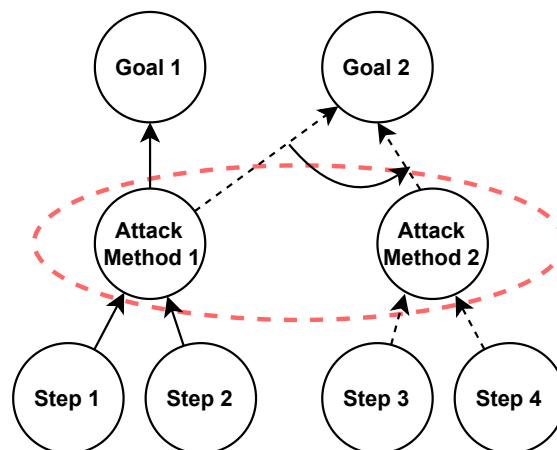 Goal 1
Goal 2
Attack
Method 1
Attack
Method 2
Step 1
Step 2
Step 3
Step 4